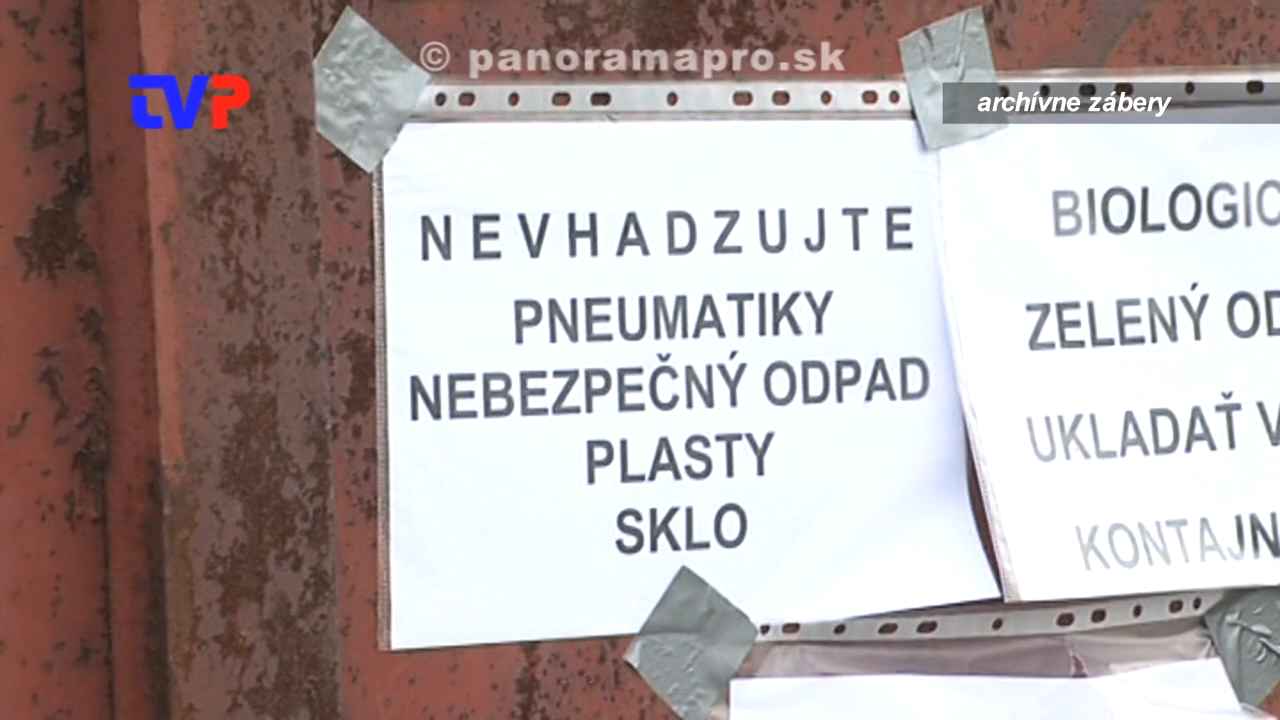 © panoramapro.sk
TVP
archívne zábery
NEVHADZUJTE
PNEUMATIKY
NEBEZPEČNÝ ODPAD
PLASTY
SKLO
BIOLOGIC
ZELENÝ OD
UKLADAŤ V
KONTAJN